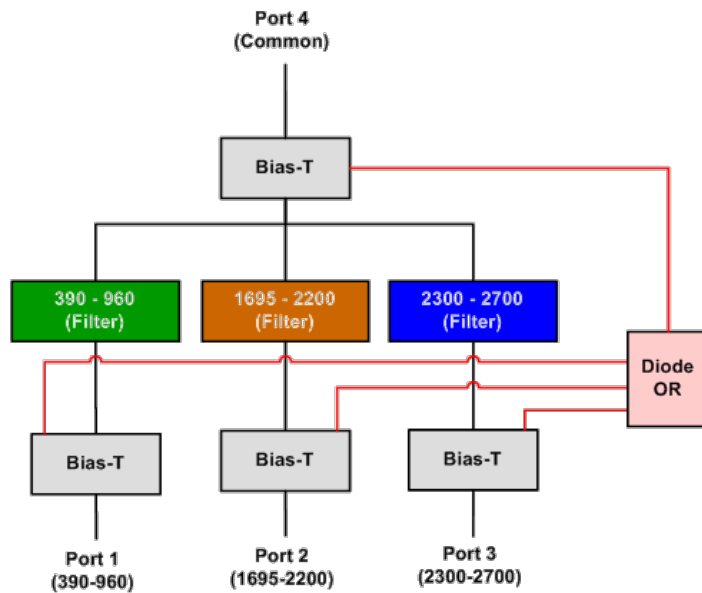 Port 4
(Common)
Bias-T
390 - 960
(Filter)
1695 - 2200
(Filter)
2300 - 2700
(Filter)
Diode
OR
Bias-T
Bias-T
Bias-T
Port 1
(390-960)
Port 2
(1695-2200)
Port 3
(2300-2700)